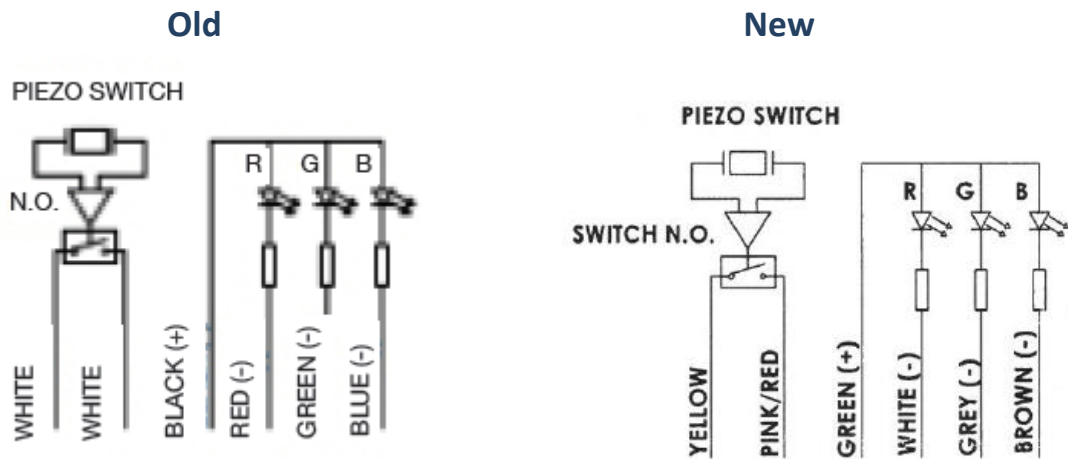 Old
PIEZO SWITCH
R G B
N.O.
WHITE
WHITE
BLACK (+)
RED (-)
GREEN (-)
BLUE (-)
New
PIEZO SWITCH
R G B
SWITCH N.O.
YELLOW
PINK/RED
GREEN (+)
WHITE (-)
GREY (-)
BROWN (-)